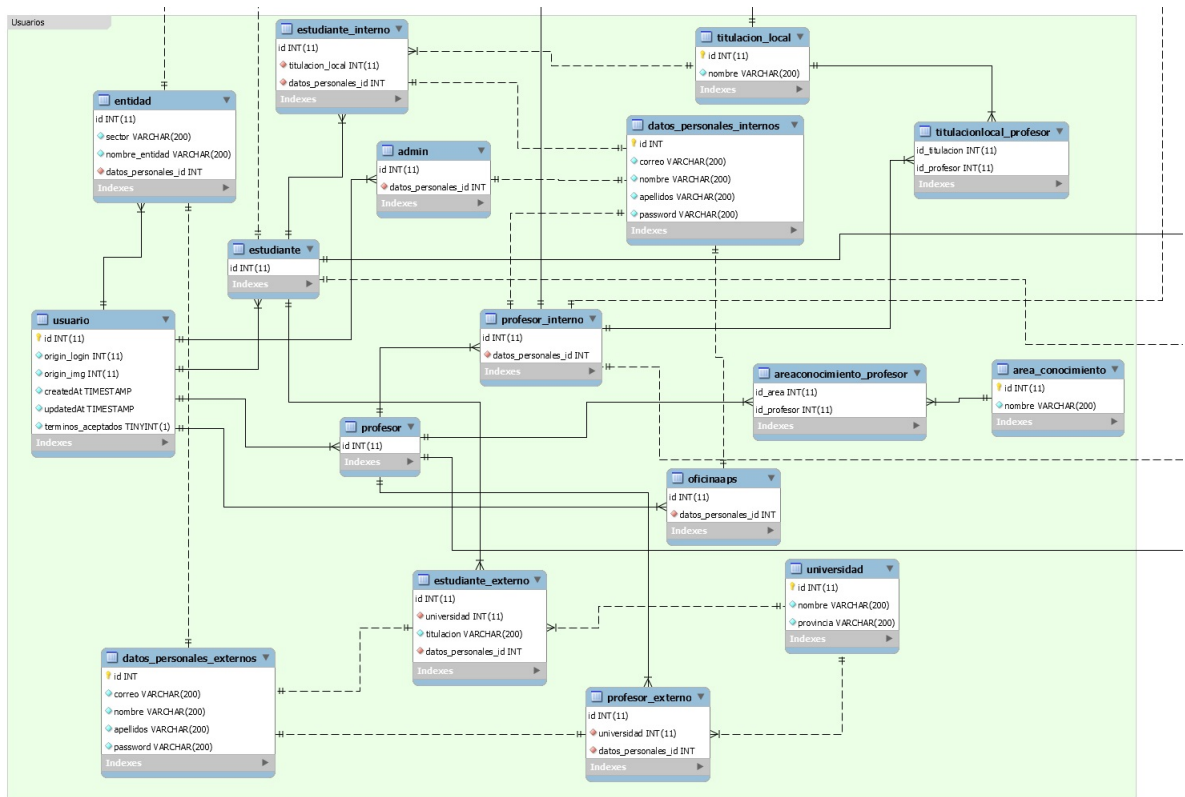 Usuarios
estudiante_interno
id INT(11)
titulacion_local INT(11)
datos_personales_id INT
Indexes
titulacion_local
id INT(11)
nombre VARCHAR(200)
Indexes
entidad
id INT(11)
sector VARCHAR(200)
nombre_entidad VARCHAR(200)
datos_personales_id INT
Indexes
datos_personales_internos
id INT
correo VARCHAR(200)
nombre VARCHAR(200)
apellidos VARCHAR(200)
password VARCHAR(200)
Indexes
titulacionlocal_profesor
id_titulacion INT(11)
id_profesor INT(11)
Indexes
admin
id INT(11)
datos_personales_id INT
Indexes
estudiante
id INT(11)
Indexes
usuario
id INT(11)
origin_login INT(11)
origin_img INT(11)
createdAt TIMESTAMP
updatedAt TIMESTAMP
terminos_aceptados TINYINT(1)
Indexes
profesor_interno
id INT(11)
datos_personales_id INT
Indexes
areaconocimiento_profesor
id_area INT(11)
id_profesor INT(11)
Indexes
area_conocimiento
id INT(11)
nombre VARCHAR(200)
Indexes
profesor
id INT(11)
Indexes
oficinaaps
id INT(11)
datos_personales_id INT
Indexes
estudiante_externo
id INT(11)
universidad INT(11)
titulacion VARCHAR(200)
datos_personales_id INT
Indexes
universidad
id INT(11)
nombre VARCHAR(200)
provincia VARCHAR(200)
Indexes
datos_personales_externos
id INT
correo VARCHAR(200)
nombre VARCHAR(200)
apellidos VARCHAR(200)
password VARCHAR(200)
Indexes
profesor_externo
id INT(11)
universidad INT(11)
datos_personales_id INT
Indexes